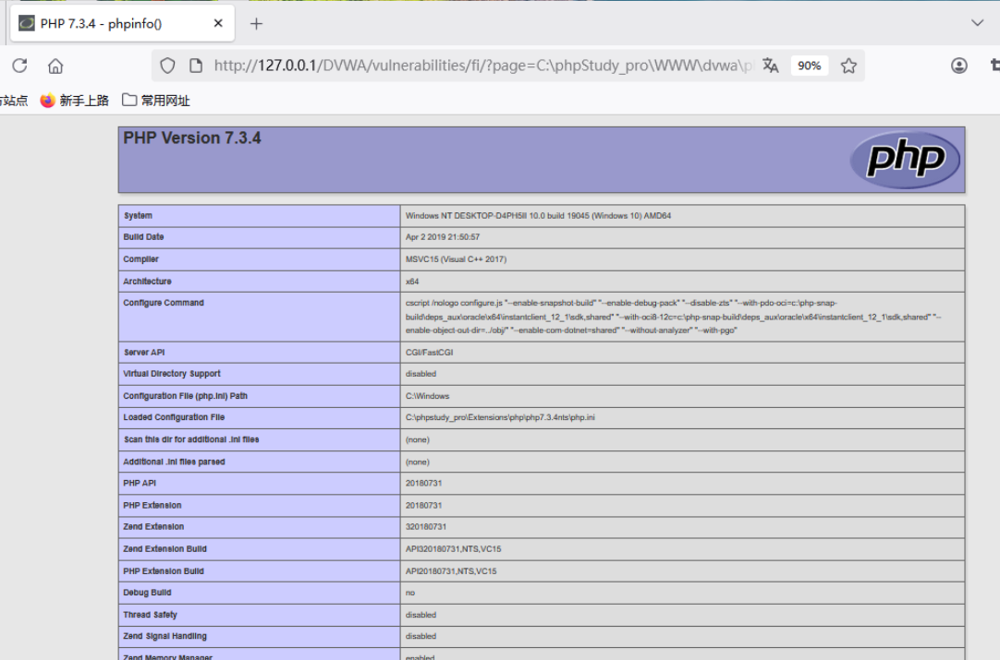 PHP 7.3.4 - phpinfo()
http://127.0.0.1/DVWA/vulnerabilities/fi/?page=C:\phpStudy_pro\WWW\dvwa\p
90%
站点 新手上路 常用网址
PHP Version 7.3.4
php
System Windows NT DESKTOP-D4PH5II 10.0 build 19045 (Windows 10) AMD64
Build Date Apr 2 2019 21:50:57
Compiler MSVC15 (Visual C++ 2017)
Architecture x64
Configure Command cscript /nologo configure.js "--enable-snapshot-build" "--enable-debug-pack" "--disable-zts" "--with-pdo-oci=c:\php-snap-
build\deps_aux\oracle\x64\instantclient_12_1\sdk,shared" "--with-oci8-12c=c:\php-snap-build\deps_aux\oracle\x64\instantclient_12_1\sdk,shared" "--
enable-object-out-dir=../obj/" "--enable-com-dotnet=shared" "--without-analyzer" "--with-pgo"
Server API CGI/FastCGI
Virtual Directory Support disabled
Configuration File (php.ini) Path C:\Windows
Loaded Configuration File C:\phpstudy_pro\Extensions\php\php7.3.4nts\php.ini
Scan this dir for additional .ini files (none)
Additional .ini files parsed (none)
PHP API 20180731
PHP Extension 20180731
Zend Extension 320180731
Zend Extension Build API320180731,NTS,VC15
PHP Extension Build API20180731,NTS,VC15
Debug Build no
Thread Safety disabled
Zend Signal Handling disabled
Zend Memory Manager enabled